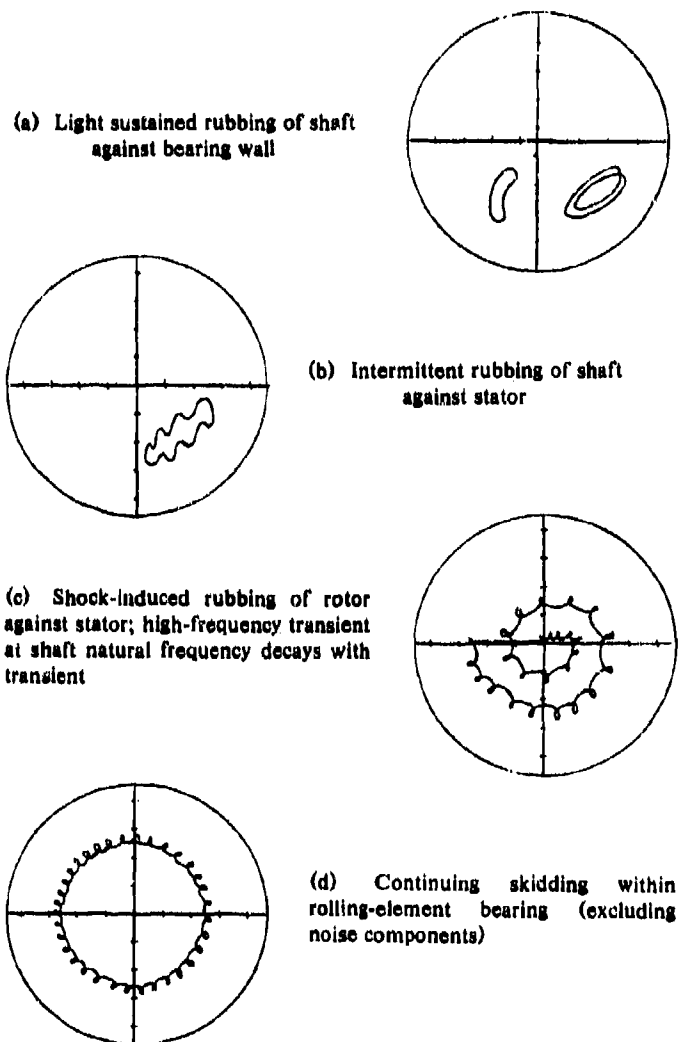 (a) Light sustained rubbing of shaft
against bearing wall
(b) Intermittent rubbing of shaft
against stator
(c) Shock-induced rubbing of rotor
against stator; high-frequency transient
at shaft natural frequency decays with
transient
(d) Continuing skidding within
rolling-element bearing (excluding
noise components)